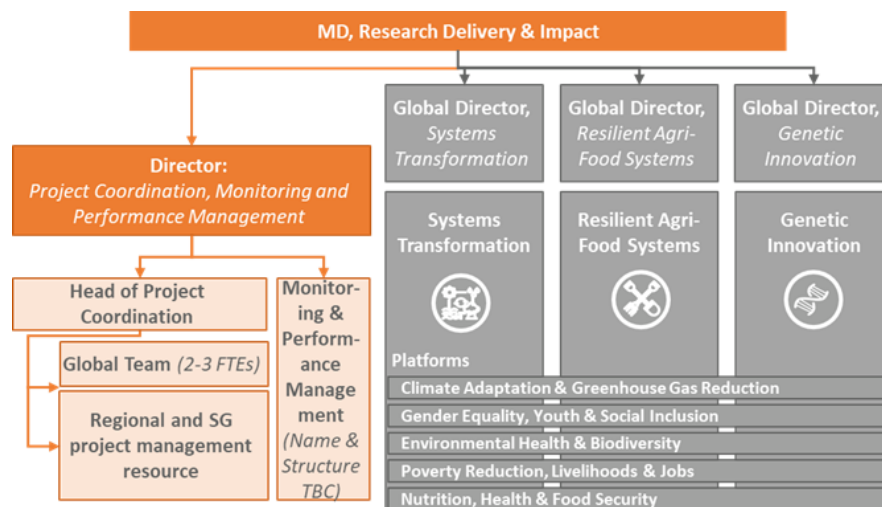 MD, Research Delivery & Impact
Global Director,
Systems
Transformation
Global Director,
Resilient Agri-
Food Systems
Global Director,
Genetic
Innovation
Director:
Project Coordination, Monitoring and
Performance Management
Systems
Transformation
Resilient Agri-
Food Systems
Genetic
Innovation
Head of Project
Coordination
Global Team (2-3 FTEs)
Regional and SG
project management
resource
Monitor-
ing &
Perform-
ance
Manage
ment
(Name &
Structure
TBC)
Platforms
Climate Adaptation & Greenhouse Gas Reduction
Gender Equality, Youth & Social Inclusion
Environmental Health & Biodiversity
Poverty Reduction, Livelihoods & Jobs
Nutrition, Health & Food Security